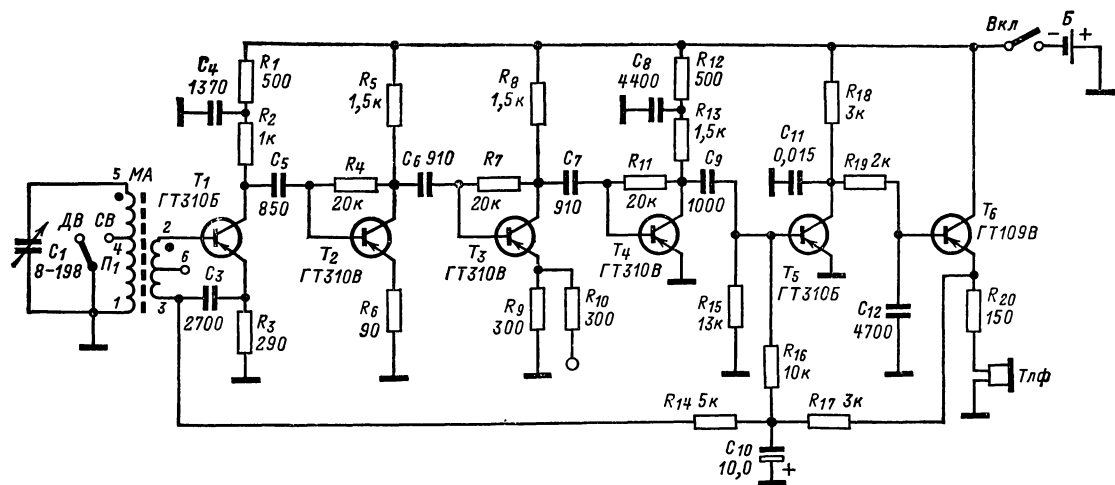 Вкл
Б
- +
C4
1370
R1
500
R2
1к
R5
1,5к
R8
1,5к
C8
4400
R12
500
R13
1,5к
R18
3к
5 MA
ДВ
СВ
C1
8-198
П1
4
1
2
6
3
T1
ГТ310Б
C3
2700
R3
290
C5
850
R4
20к
T2
ГТ310В
R6
90
C6 910
R7
20к
T3
ГТ310В
R9
300
R10
300
C7
910
R11
20к
T4
ГТ310В
C9
1000
R15
13к
C11
0,015
R19 2к
T5
ГТ310Б
R16
10к
C12
4700
T6
ГТ109В
R20
150
Тлф
R14 5к
R17 3к
C10
10,0
+